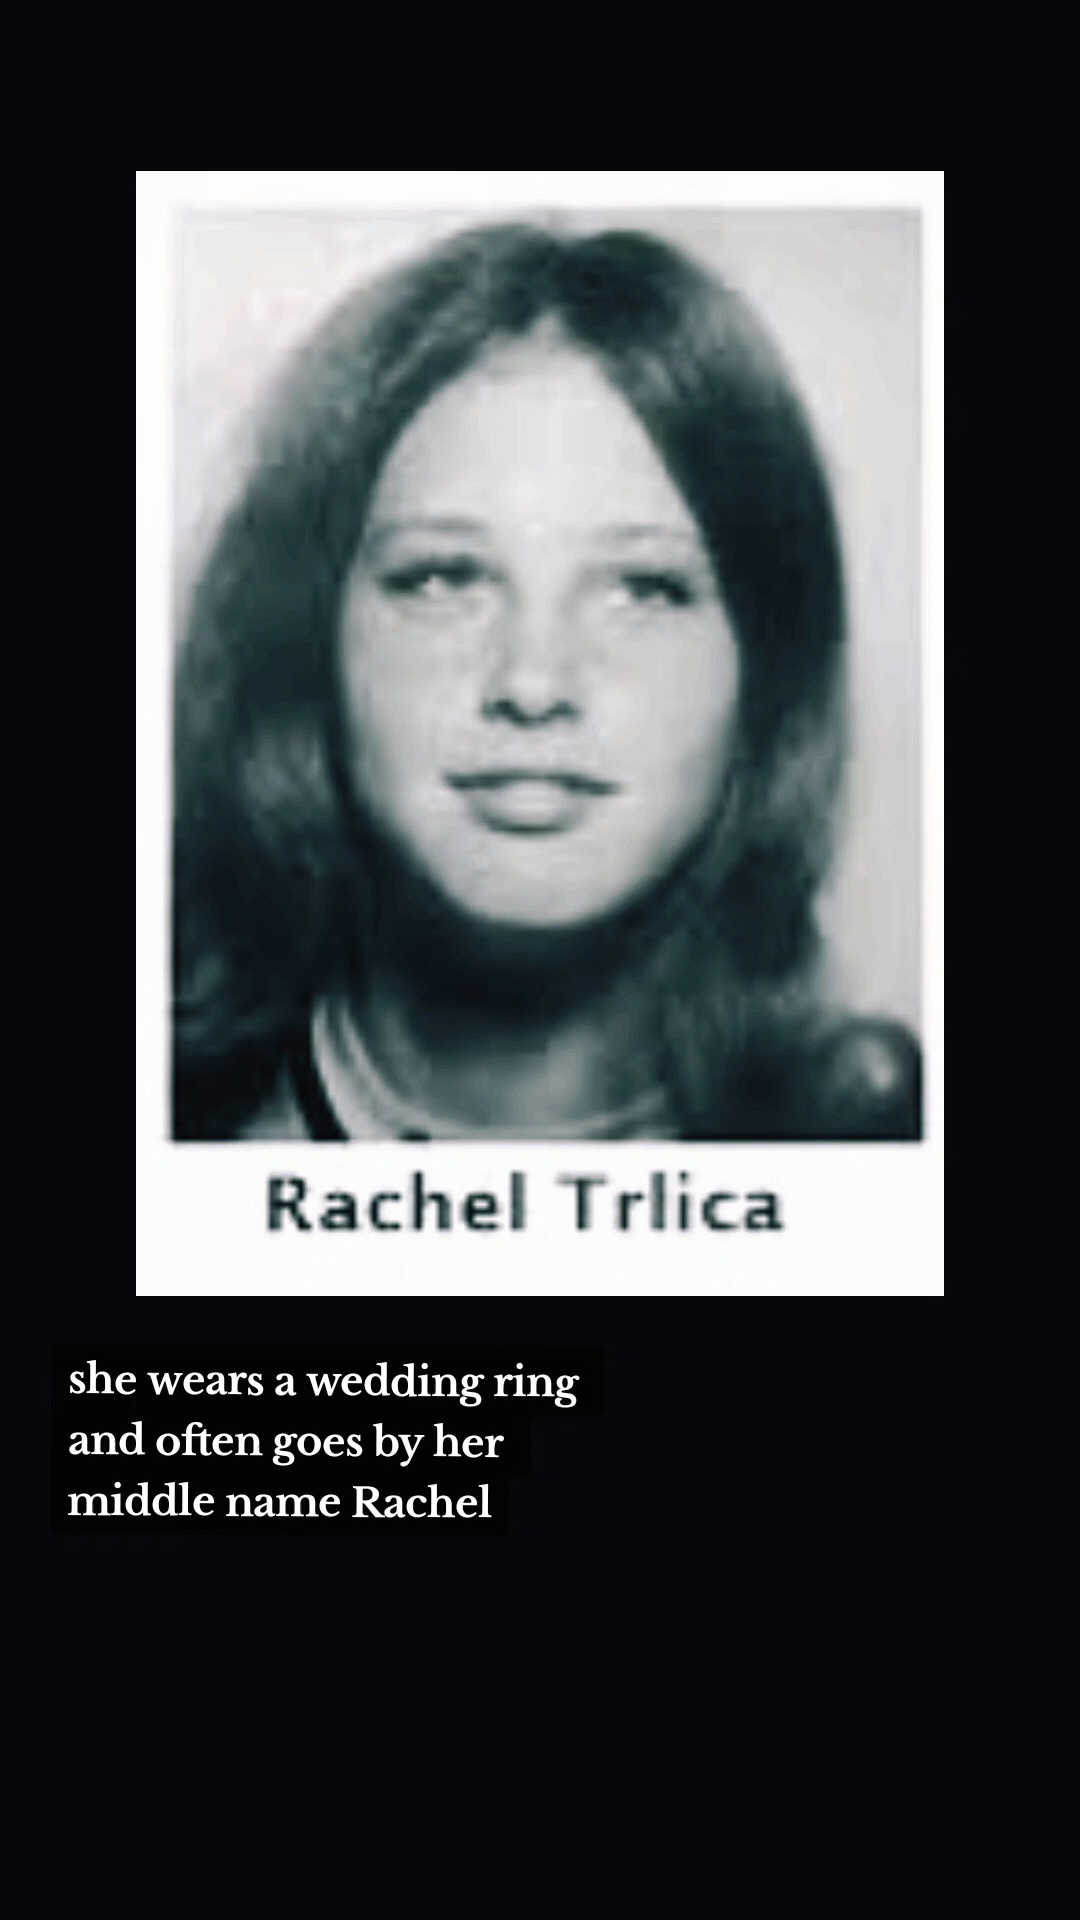 Rachel Trlica
she wears a wedding ring
and often goes by her
middle name Rachel